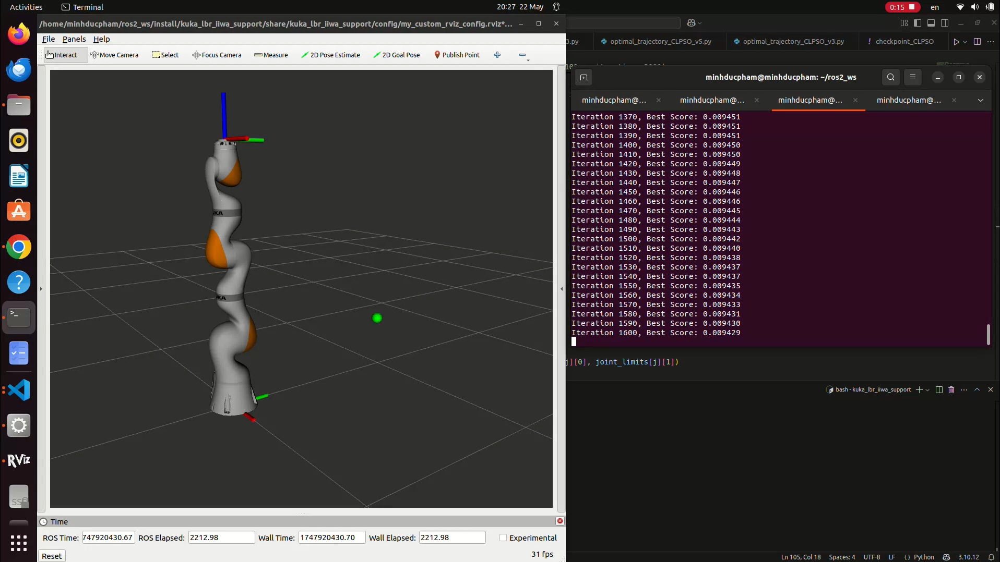 Activities
Terminal
20:27 22 May
0:15
en
/home/minhducpham/ros2_ws/install/kuka_lbr_iiwa_support/share/kuka_lbr_iiwa_support/config/my_custom_rviz_config.rviz*...
File Panels Help
Interact
Move Camera
Select
Focus Camera
Measure
2D Pose Estimate
2D Goal Pose
Publish Point
KUKA
Time
ROS Time: 747920430.67
ROS Elapsed: 2212.98
Wall Time: 1747920430.70
Wall Elapsed: 2212.98
Experimental
Reset
31 fps
RViz
3.py
optimal_trajectory_CLPSO_v5.py
optimal_trajectory_CLPSO_v3.py
! checkpoint_CLPSO
minhducpham@minhducpham: ~/ros2_ws
minhducpham@...
minhducpham@...
minhducpham@...
minhducpham@...
Iteration 1370, Best Score: 0.009451
Iteration 1380, Best Score: 0.009451
Iteration 1390, Best Score: 0.009451
Iteration 1400, Best Score: 0.009450
Iteration 1410, Best Score: 0.009450
Iteration 1420, Best Score: 0.009449
Iteration 1430, Best Score: 0.009448
Iteration 1440, Best Score: 0.009447
Iteration 1450, Best Score: 0.009446
Iteration 1460, Best Score: 0.009446
Iteration 1470, Best Score: 0.009445
Iteration 1480, Best Score: 0.009444
Iteration 1490, Best Score: 0.009443
Iteration 1500, Best Score: 0.009442
Iteration 1510, Best Score: 0.009440
Iteration 1520, Best Score: 0.009438
Iteration 1530, Best Score: 0.009437
Iteration 1540, Best Score: 0.009437
Iteration 1550, Best Score: 0.009435
Iteration 1560, Best Score: 0.009434
Iteration 1570, Best Score: 0.009433
Iteration 1580, Best Score: 0.009431
Iteration 1590, Best Score: 0.009430
Iteration 1600, Best Score: 0.009429
j][0], joint_limits[j][1])
bash - kuka_lbr_iiwa_support
Ln 105, Col 18
Spaces: 4
UTF-8
LF
{} Python
3.10.12